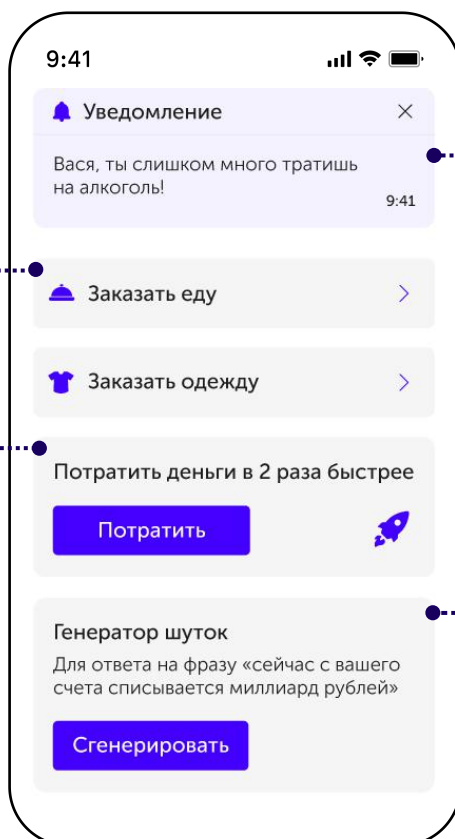 9:41
Уведомление
Вася, ты слишком много тратишь
на алкоголь!
9:41
Заказать еду
Заказать одежду
Потратить деньги в 2 раза быстрее
Потратить
Генератор шуток
Для ответа на фразу «сейчас с вашего
счета списывается миллиард рублей»
Сгенерировать